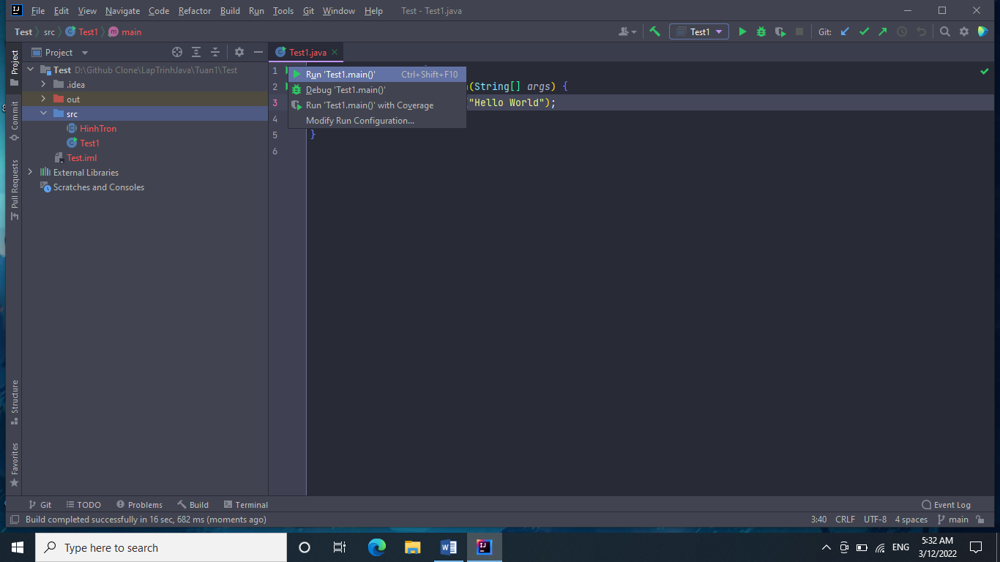 File Edit View Navigate Code Refactor Build Run Tools Git Window Help Test - Test1.java
Test src Test1 main Test1 Git:
Project Test1.java
Project
Commit
Pull Requests
Structure
Favorites
Test D:\Github Clone\LapTrinhJava\Tuan1\Test
.idea
out
src
HinhTron
Test1
Test.iml
External Libraries
Scratches and Consoles
1
2 (String[] args) {
3 ("Hello World");
4
5 }
6
Run 'Test1.main()' Ctrl+Shift+F10
Debug 'Test1.main()'
Run 'Test1.main()' with Coverage
Modify Run Configuration...
Git TODO Problems Build Terminal Event Log
Build completed successfully in 16 sec, 682 ms (moments ago) 3:40 CRLF UTF-8 4 spaces main
Type here to search ENG 5:32 AM
3/12/2022